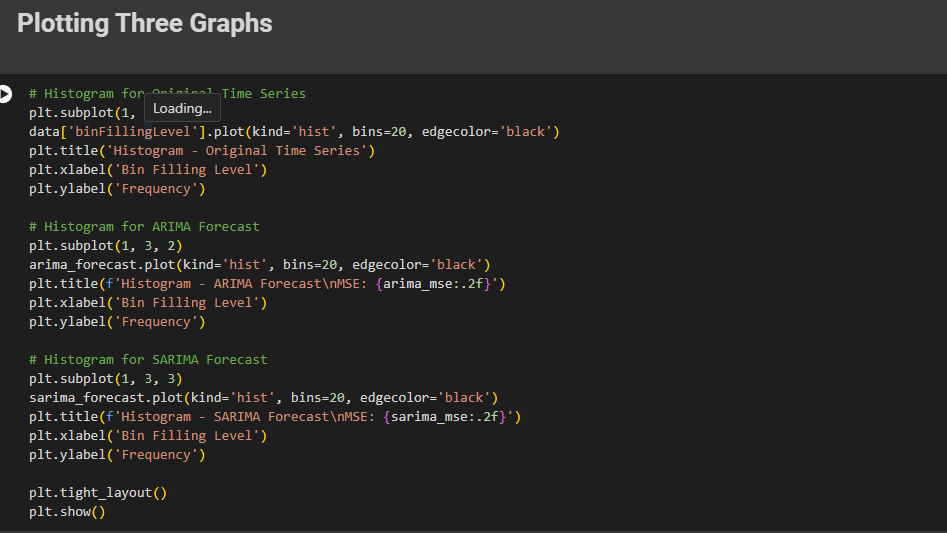 Plotting Three Graphs
# Histogram for Original Time Series
Loading...
plt.subplot(1,
data['binFillingLevel'].plot(kind='hist', bins=20, edgecolor='black')
plt.title('Histogram - Original Time Series')
plt.xlabel('Bin Filling Level')
plt.ylabel('Frequency')
# Histogram for ARIMA Forecast
plt.subplot(1, 3, 2)
arima_forecast.plot(kind='hist', bins=20, edgecolor='black')
plt.title(f'Histogram - ARIMA Forecast\nMSE: {arima_mse:.2f}')
plt.xlabel('Bin Filling Level')
plt.ylabel('Frequency')
# Histogram for SARIMA Forecast
plt.subplot(1, 3, 3)
sarima_forecast.plot(kind='hist', bins=20, edgecolor='black')
plt.title(f'Histogram - SARIMA Forecast\nMSE: {sarima_mse:.2f}')
plt.xlabel('Bin Filling Level')
plt.ylabel('Frequency')
plt.tight_layout()
plt.show()